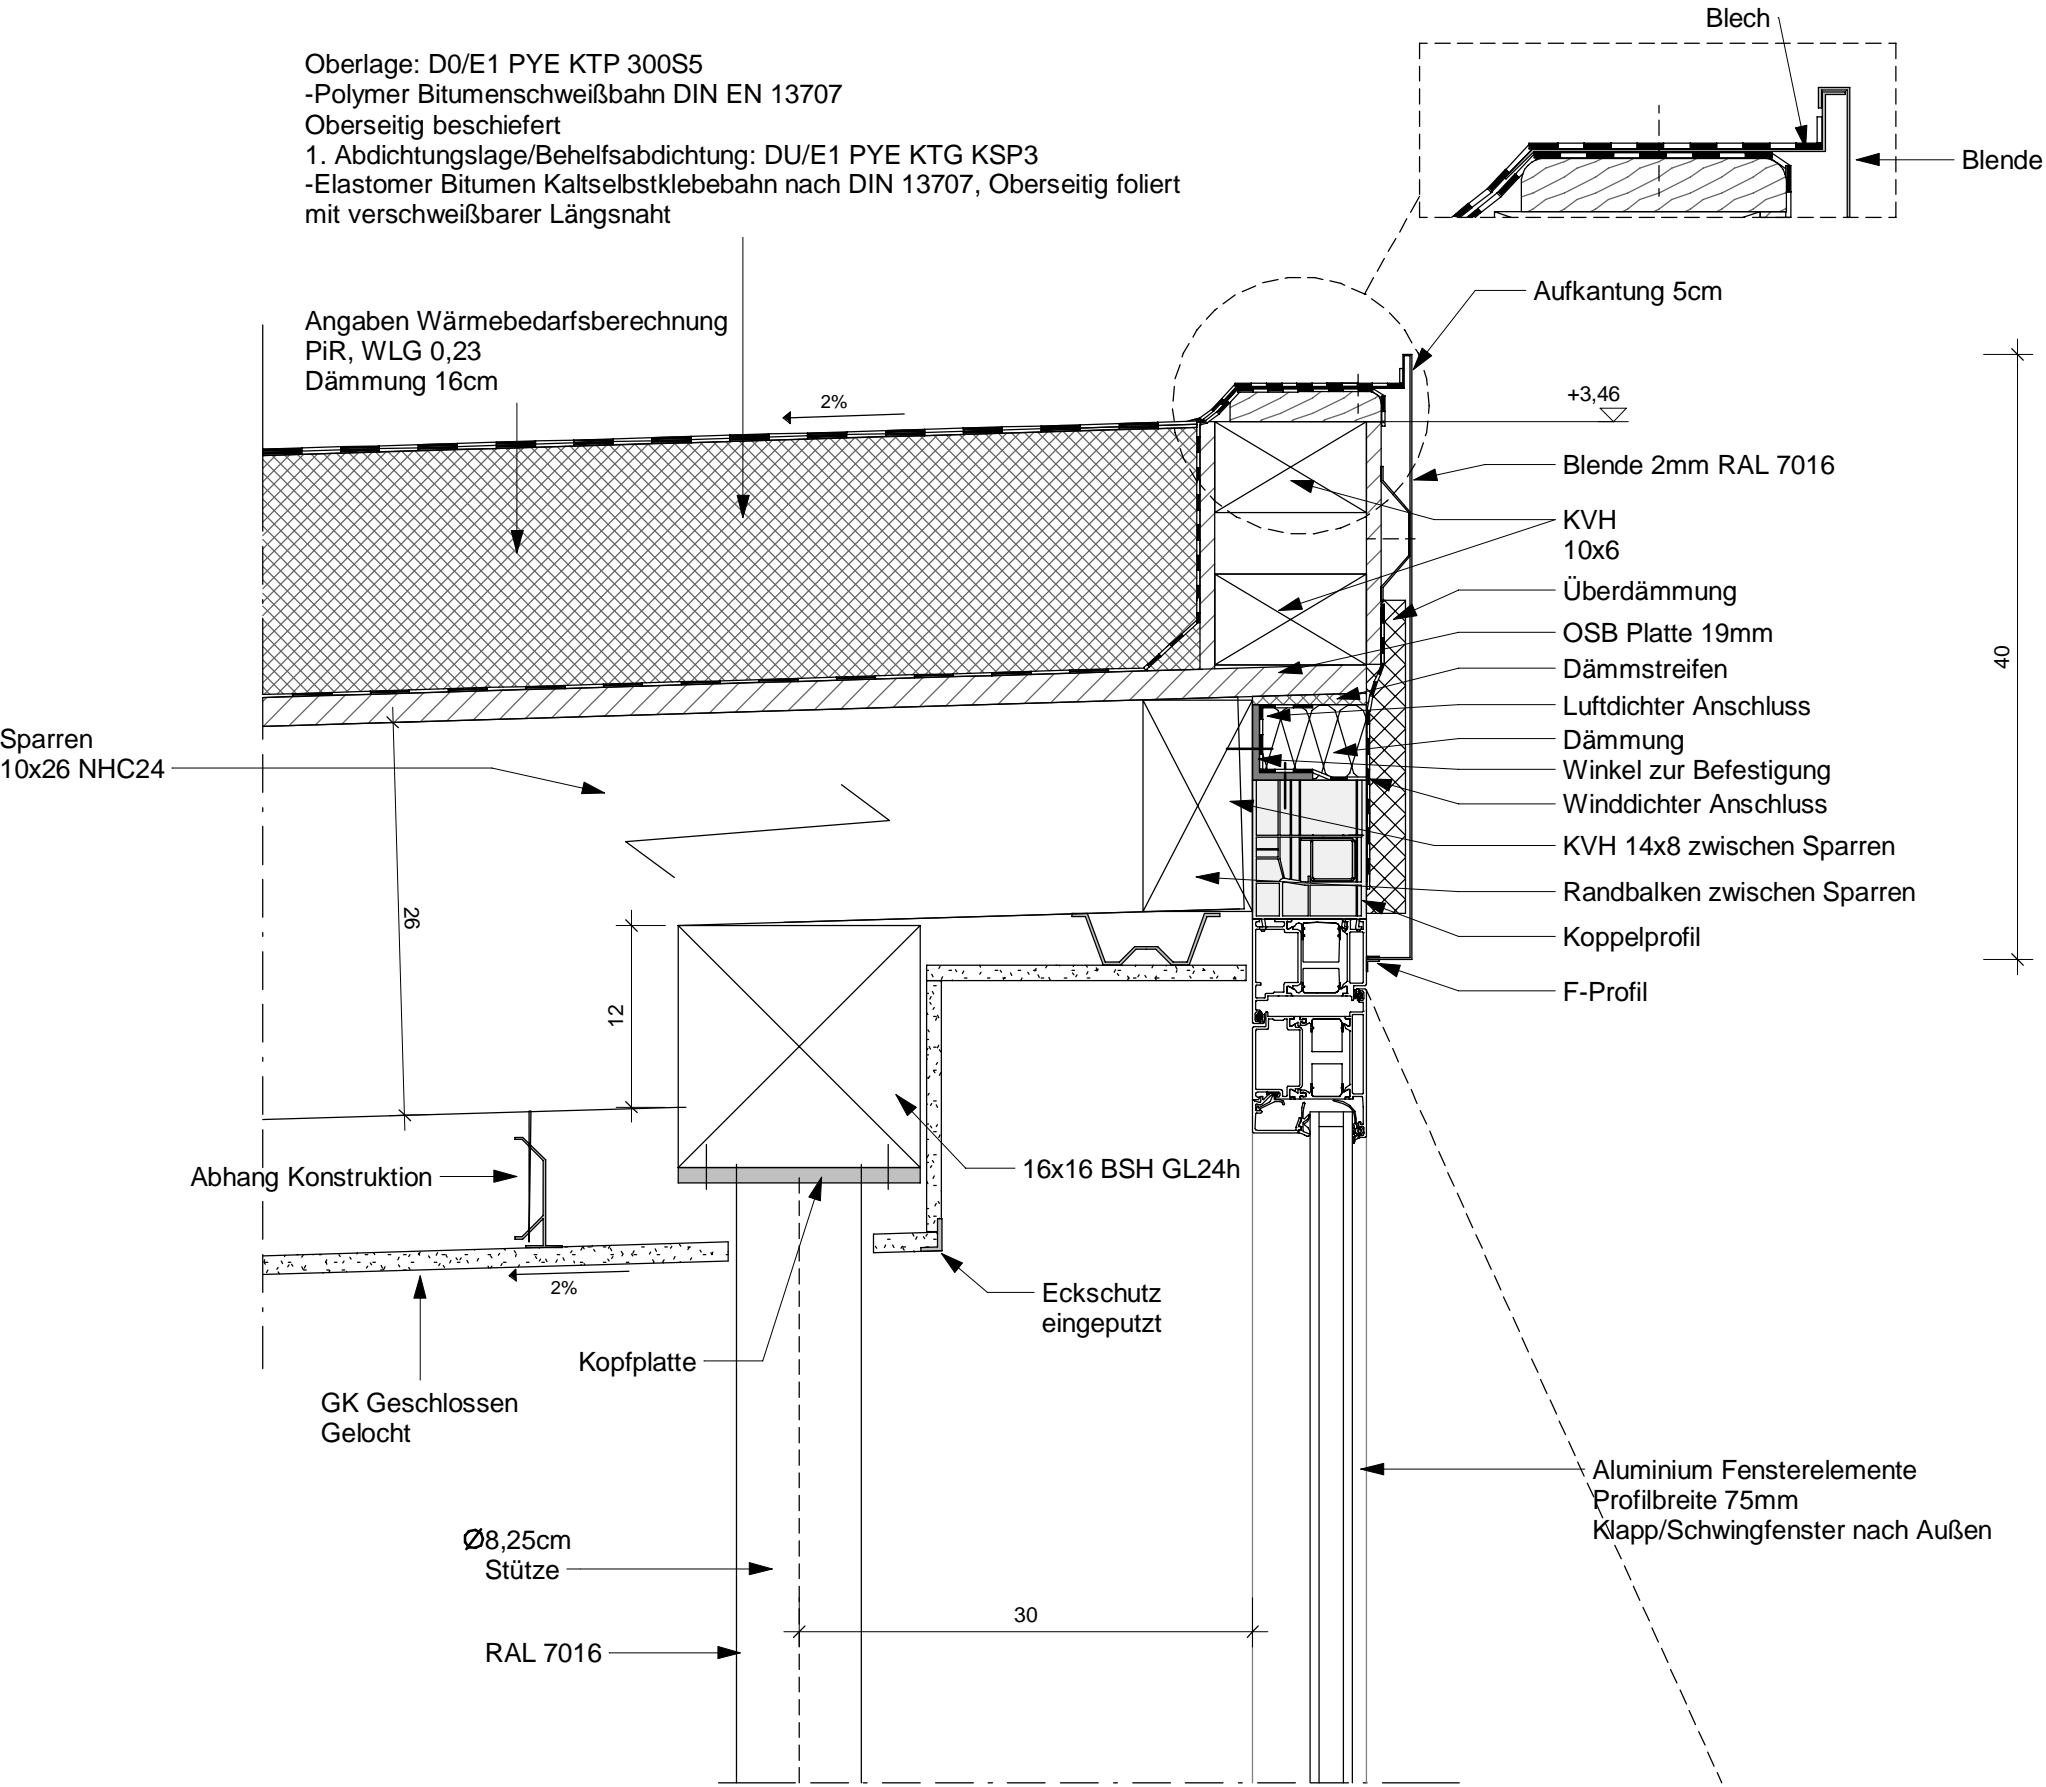 Blech
Blende
Oberlage: D0/E1 PYE KTP 300S5
-Polymer Bitumenschweißbahn DIN EN 13707
Oberseitig beschiefert
1. Abdichtungslage/Behelfsabdichtung: DU/E1 PYE KTG KSP3
-Elastomer Bitumen Kaltselbstklebebahn nach DIN 13707, Oberseitig foliert
mit verschweißbarer Längsnaht
Angaben Wärmebedarfsberechnung
PiR, WLG 0,23
Dämmung 16cm
2%
Aufkantung 5cm
+3,46
Blende 2mm RAL 7016
KVH
10x6
Überdämmung
OSB Platte 19mm
Dämmstreifen
Luftdichter Anschluss
Dämmung
Winkel zur Befestigung
Winddichter Anschluss
KVH 14x8 zwischen Sparren
Randbalken zwischen Sparren
Koppelprofil
F-Profil
40
Sparren
10x26 NHC24
26
12
Abhang Konstruktion
16x16 BSH GL24h
2%
Eckschutz
eingeputzt
Kopfplatte
GK Geschlossen
Gelocht
Aluminium Fensterelemente
Profilbreite 75mm
Klapp/Schwingfenster nach Außen
Ø8,25cm
Stütze
30
RAL 7016